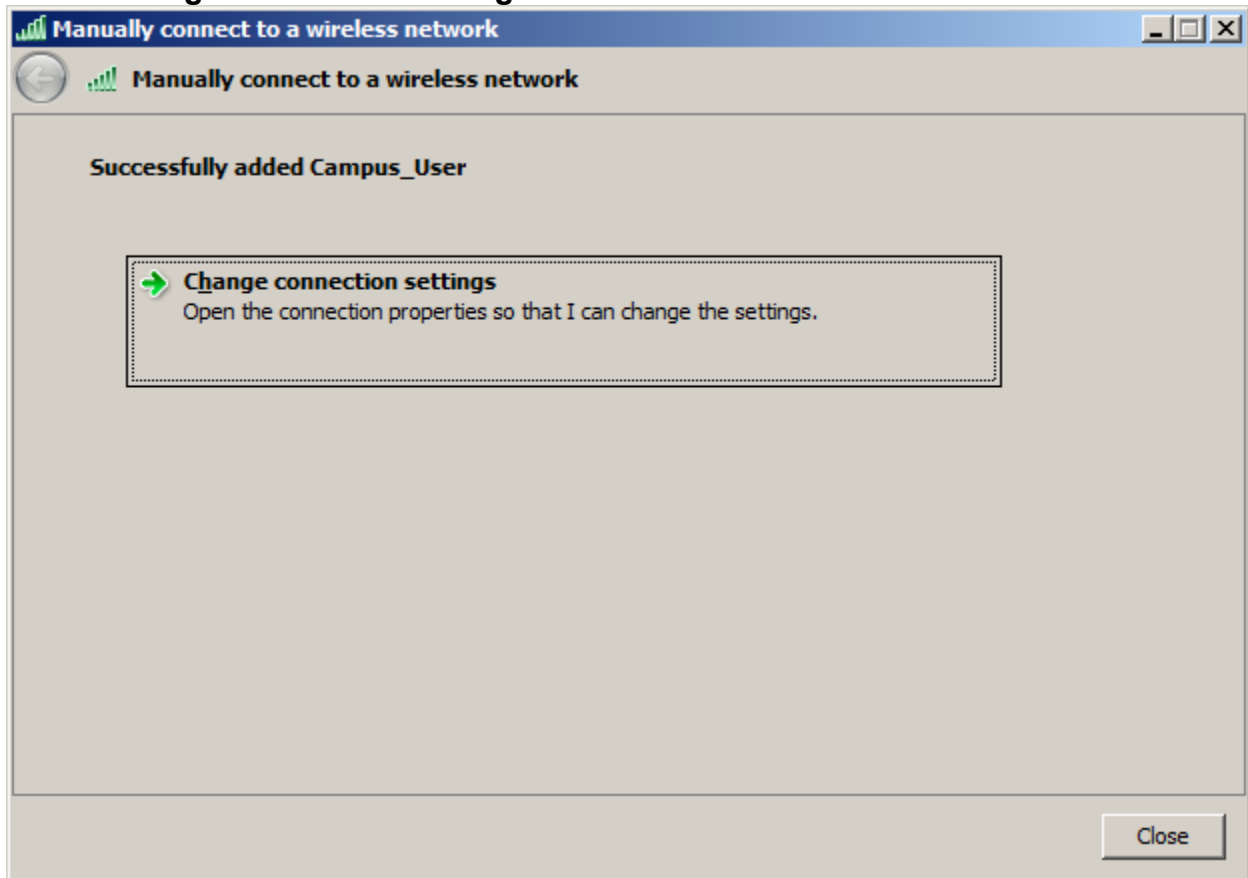 Manually connect to a wireless network
Manually connect to a wireless network
Successfully added Campus_User
Change connection settings
Open the connection properties so that I can change the settings.
Close